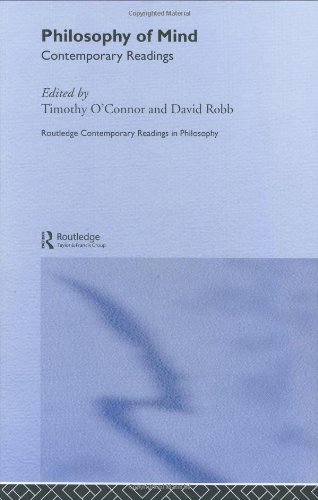 Philosophy of Mind
Contemporary Readings
Edited by
Timothy O'Connor and David Robb
Routledge Contemporary Readings in Philosophy
Routledge
Taylor & Francis Group